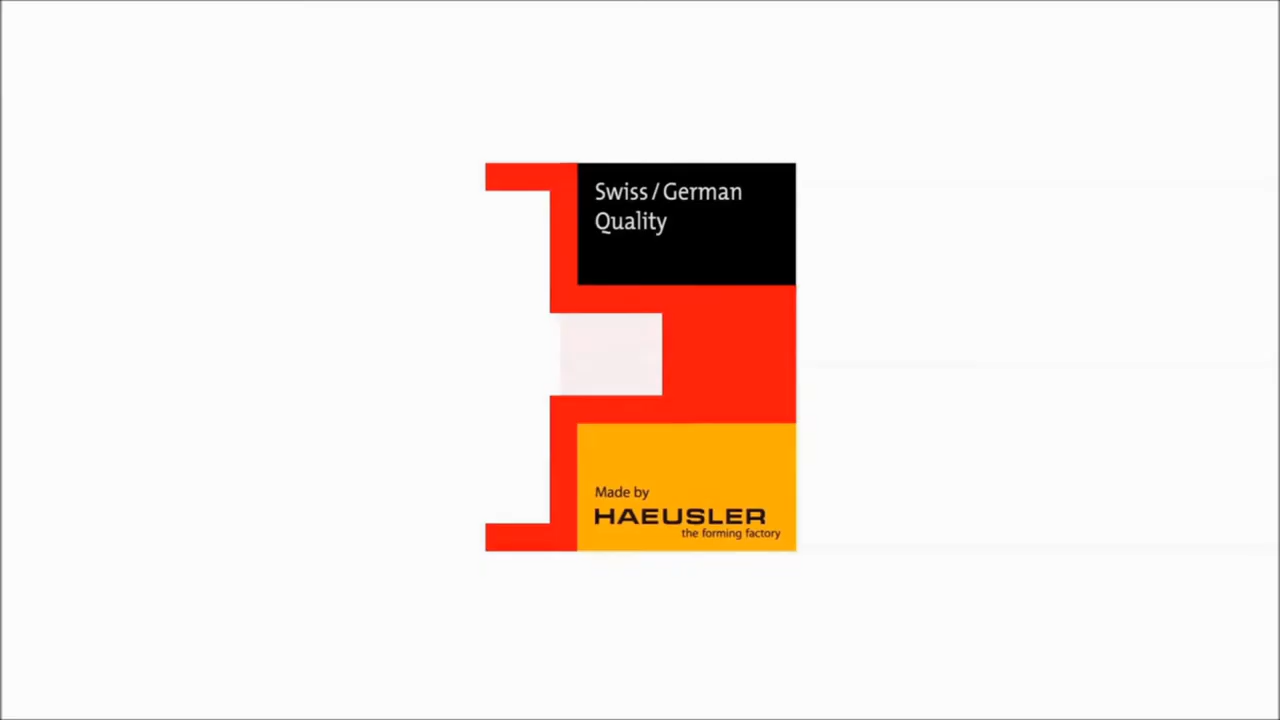 Swiss / German
Quality
Made by
HAEUSLER
the forming factory